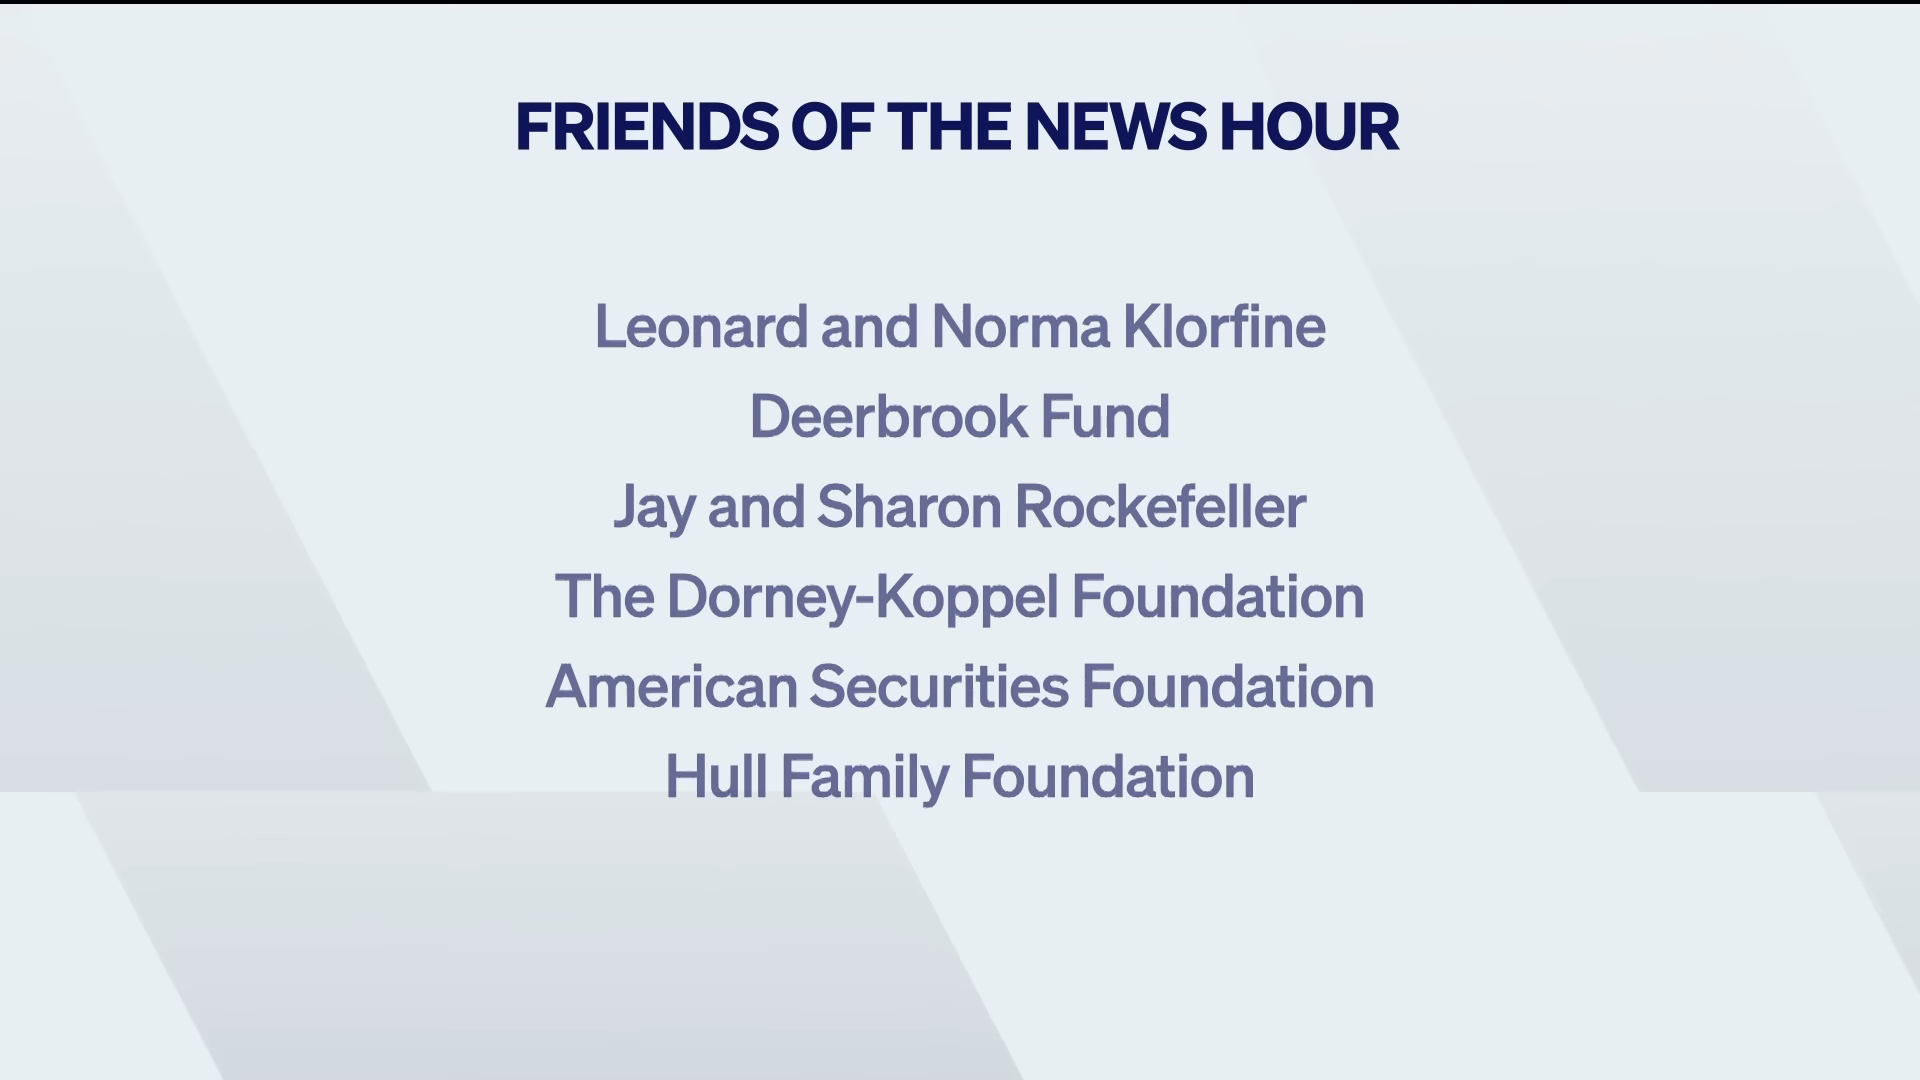 FRIENDS OF THE NEWS HOUR
Leonard and Norma Klorfine
Deerbrook Fund
Jay and Sharon Rockefeller
The Dorney-Koppel Foundation
American Securities Foundation
Hull Family Foundation